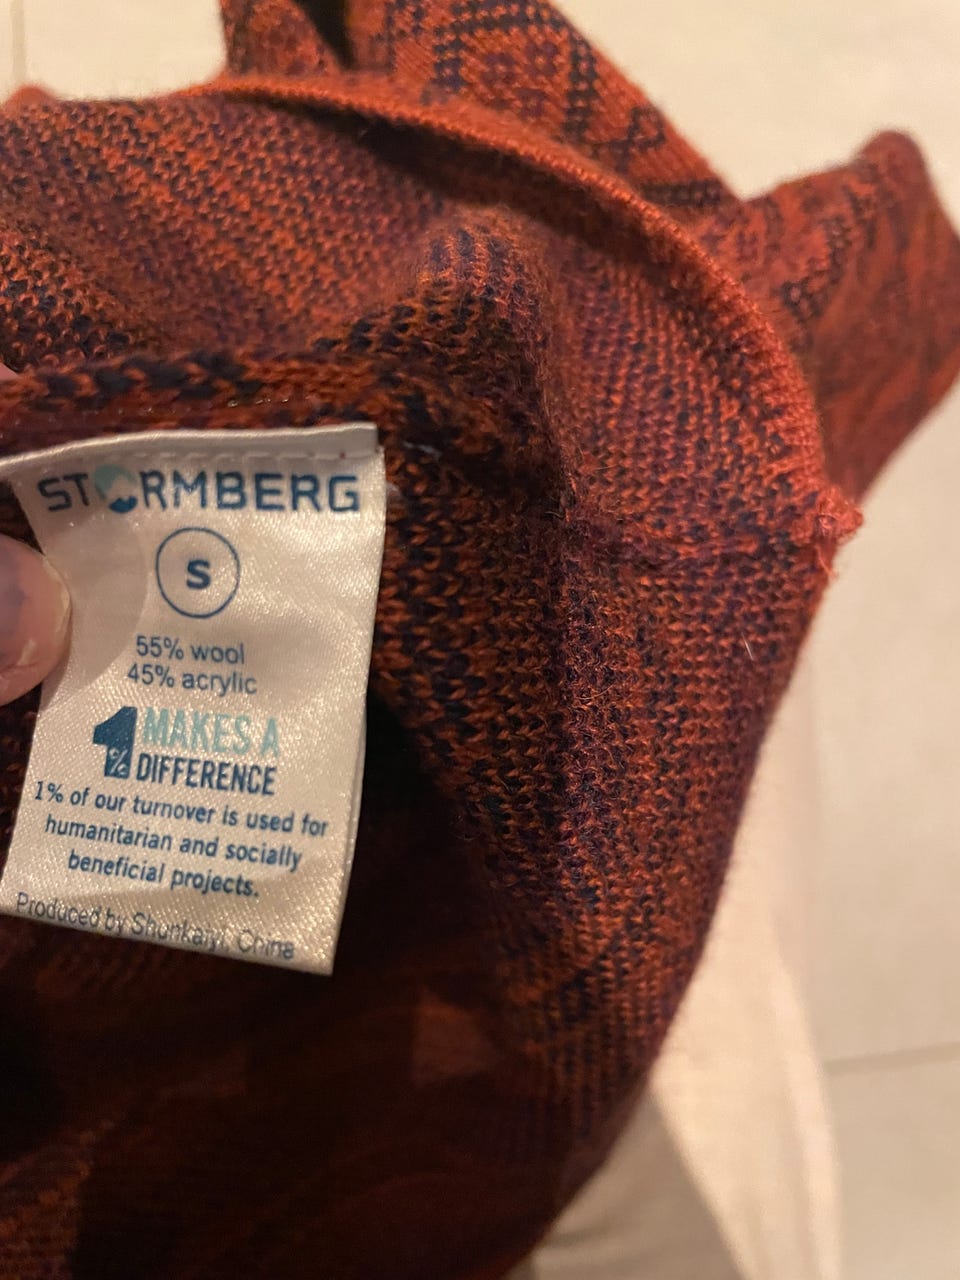 STORMBERG
S
55% wool
45% acrylic
1% MAKES A
DIFFERENCE
1% of our turnover is used for
humanitarian and socially
beneficial projects.
Produced by China